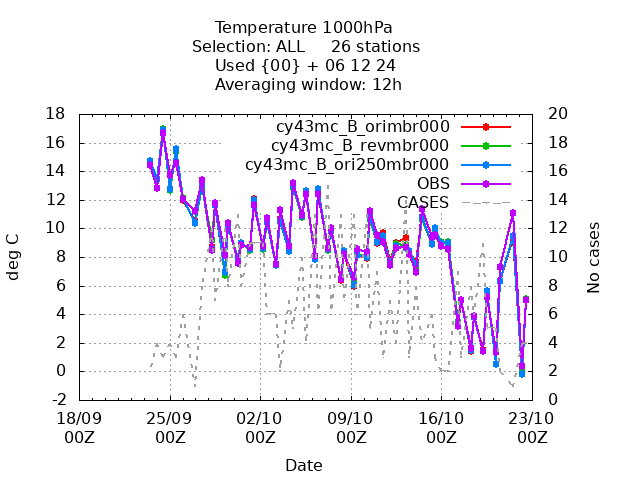 Temperature 1000hPa
Selection: ALL     26 stations
Used {00} + 06 12 24
Averaging window: 12h
18 20
16 18
14 16
12 14
10 12
8 10
6 8
4 6
2 4
0 2
-2 0
deg C
No cases
cy43mc_B_orimbr000
cy43mc_B_revmbr000
cy43mc_B_ori250mbr000
OBS
CASES
18/09 25/09 02/10 09/10 16/10 23/10
00Z 00Z 00Z 00Z 00Z 00Z
Date